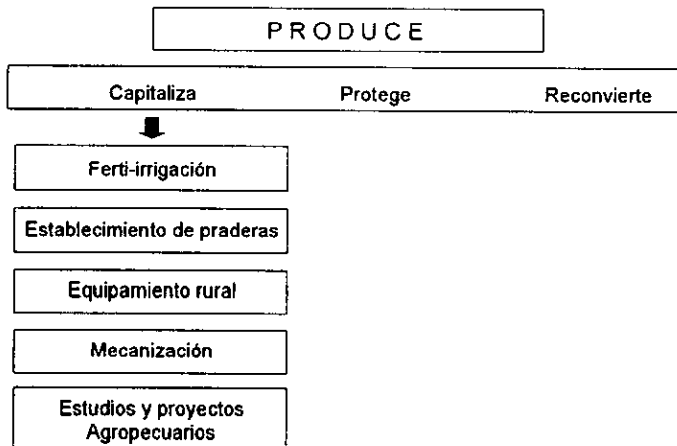 PRODUCE
Capitaliza Protege Reconvierte
Ferti-irrigación
Establecimiento de praderas
Equipamiento rural
Mecanización
Estudios y proyectos
Agropecuarios